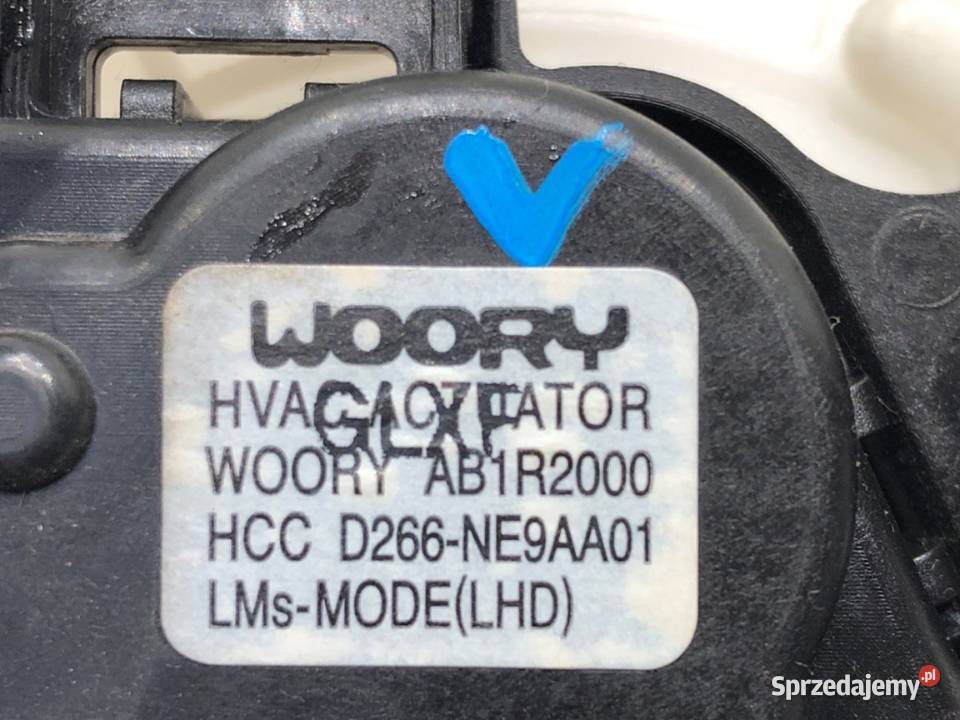 WOORY
HVAC ACTUATOR
GLXF
WOORY AB1R2000
HCC D266-NE9AA01
LMs-MODE(LHD)
Sprzedajemy.pl